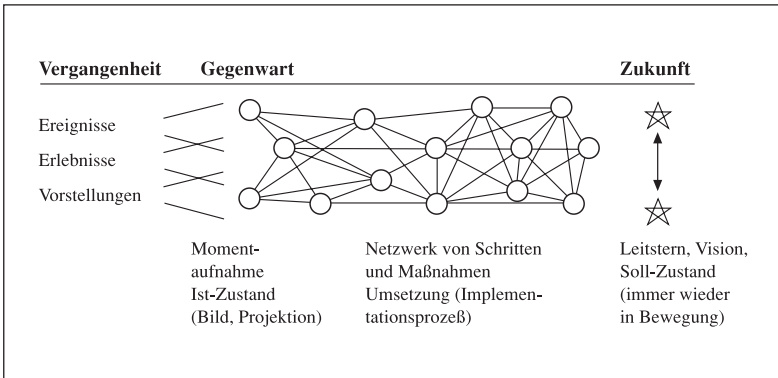 Vergangenheit Gegenwart Zukunft
Ereignisse
Erlebnisse
Vorstellungen
Moment-
aufnahme
Ist-Zustand
(Bild, Projektion)
Netzwerk von Schritten
und Maßnahmen
Umsetzung (Implemen-
tationsprozeß)
Leitstern, Vision,
Soll-Zustand
(immer wieder
in Bewegung)